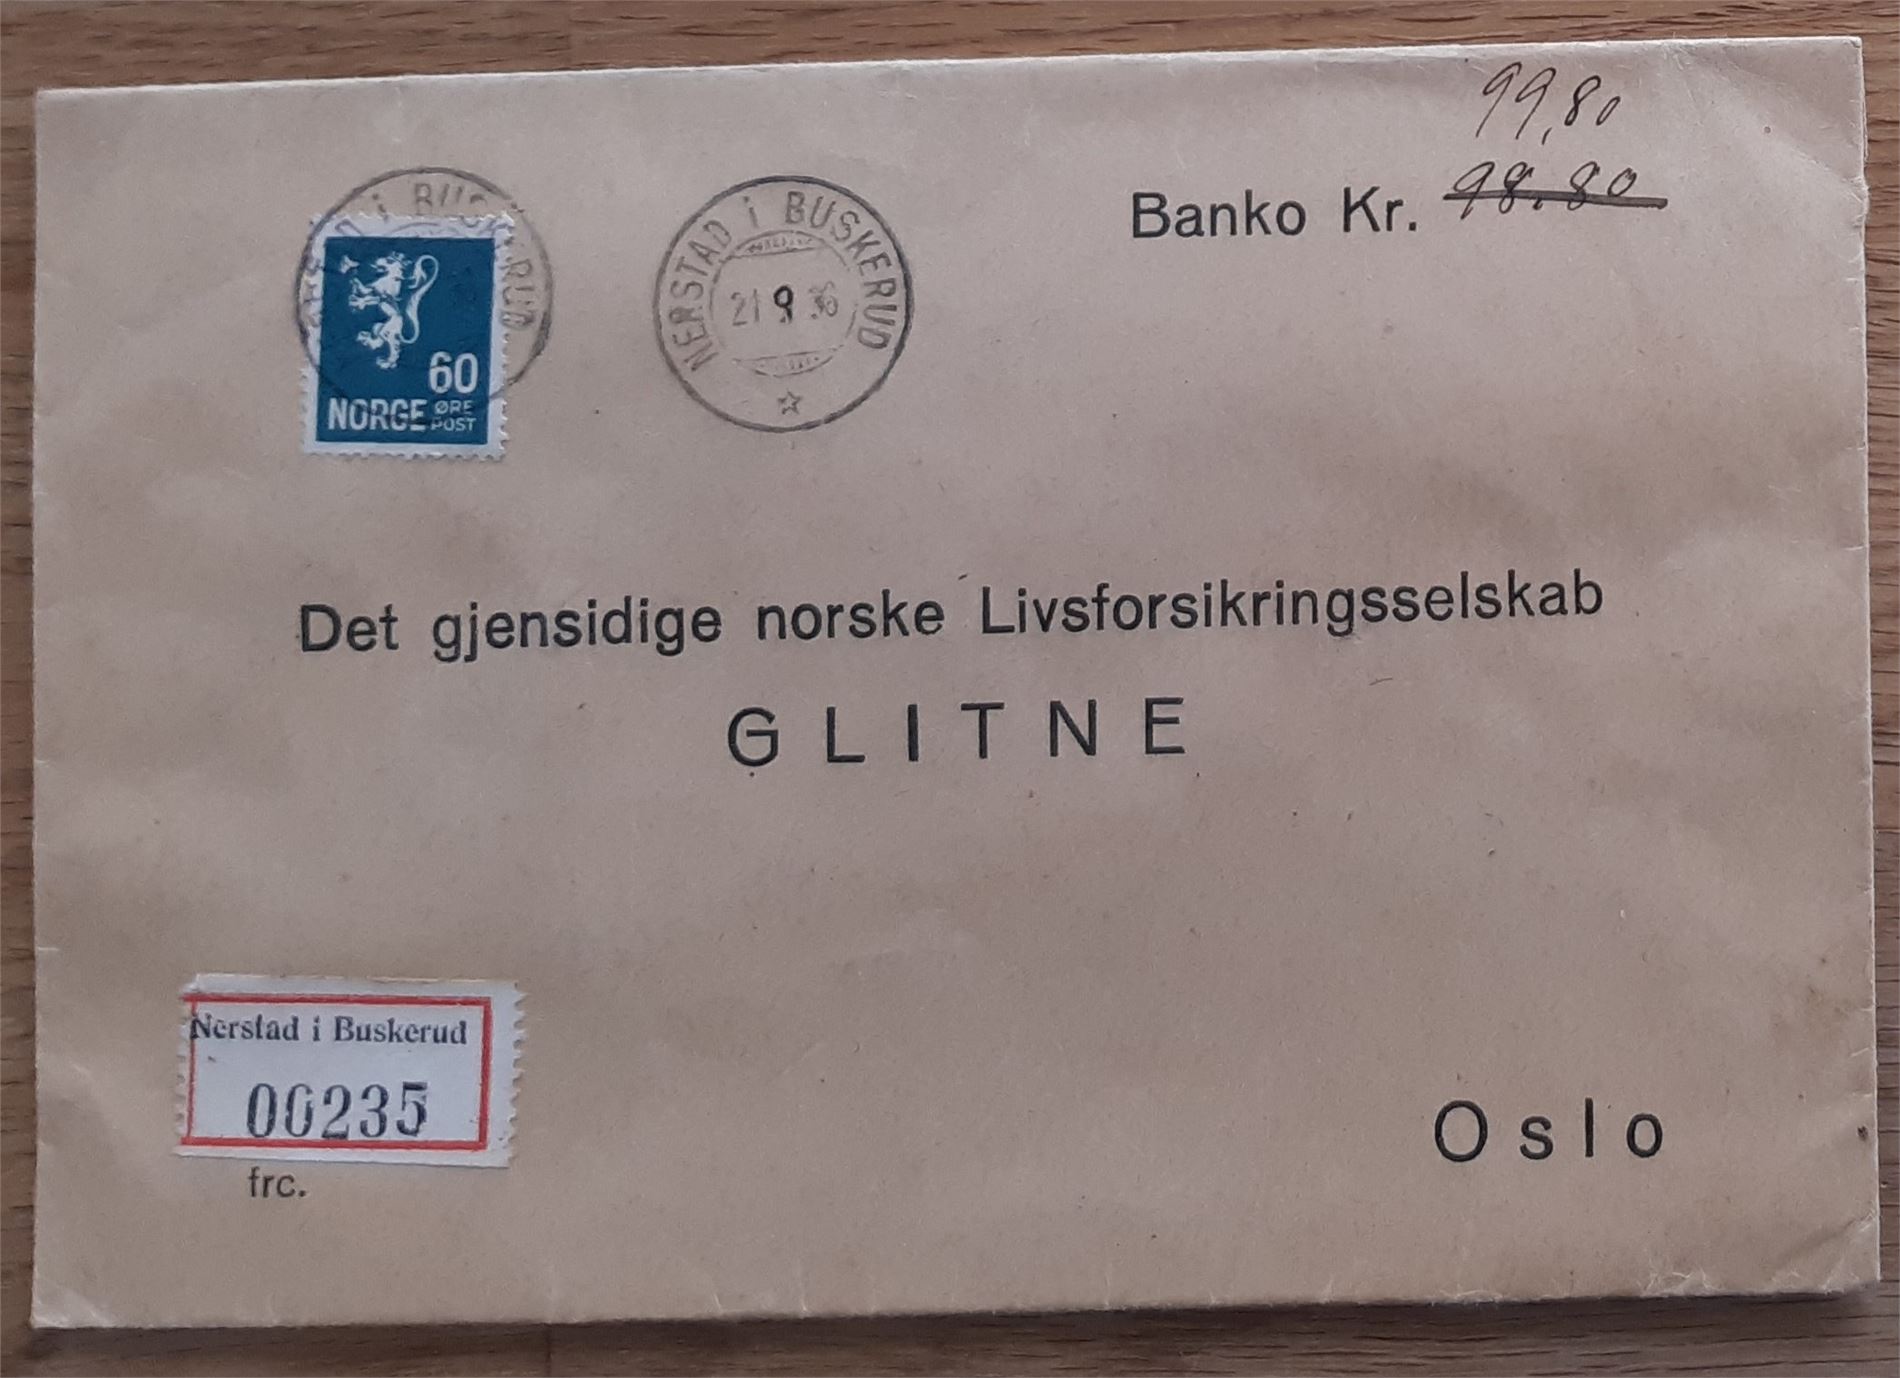 99,80
Banko Kr. 98.80
NERSTAD i BUSKERUD
21 9 36
i BUSKERUD
60
NORGE ØRE
POST
Det gjensidige norske Livsforsikringsselskab
GLITNE
Nerstad i Buskerud
00235
frc.
Oslo